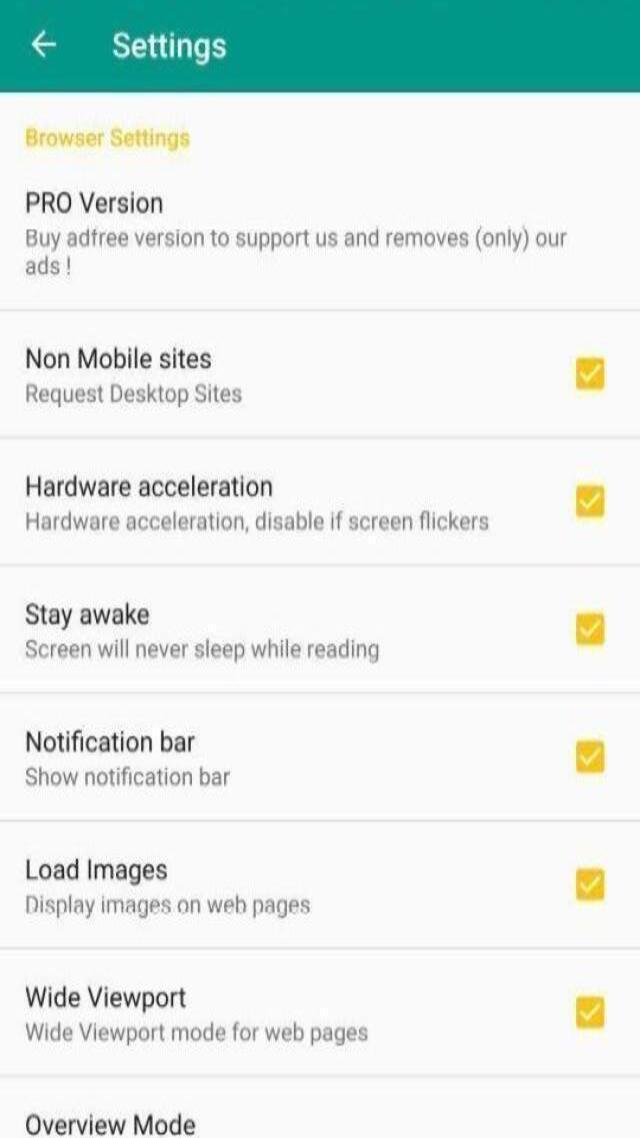 Settings
Browser Settings
PRO Version
Buy adfree version to support us and removes (only) our
ads !
Non Mobile sites
Request Desktop Sites
Hardware acceleration
Hardware acceleration, disable if screen flickers
Stay awake
Screen will never sleep while reading
Notification bar
Show notification bar
Load Images
Display images on web pages
Wide Viewport
Wide Viewport mode for web pages
Overview Mode